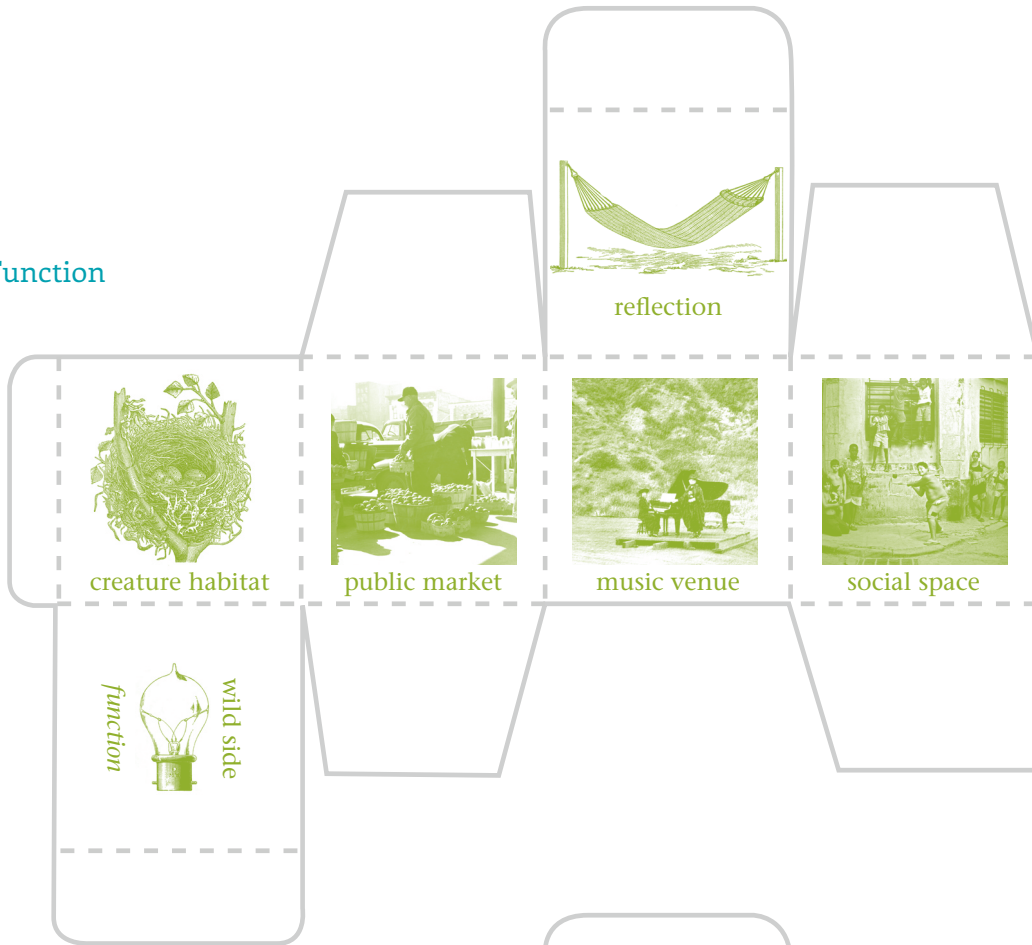 Function
reflection
creature habitat
public market
music venue
social space
wild side
function